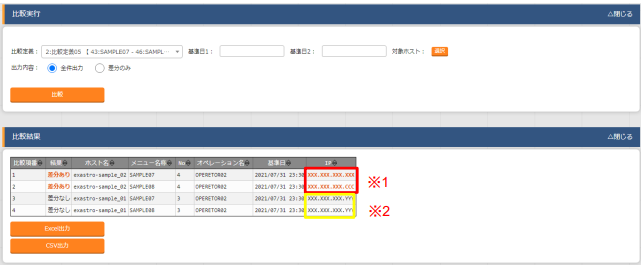 比較実行 △閉じる
比較定義： 2:比較定義05 【 43:SAMPLE07 - 46:SAMPL… 基準日1： 基準日2： 対象ホスト： 選択
出力内容： 全件出力 差分のみ
比較
比較結果 △閉じる
比較項番 結果 ホスト名 メニュー名称 No オペレーション名 基準日 IP
1 差分あり exastro-sample_02 SAMPLE07 4 OPERETOR02 2021/07/31 23:30 XXX.XXX.XXX.XXX
2 差分あり exastro-sample_02 SAMPLE08 4 OPERETOR02 2021/07/31 23:30 XXX.XXX.XXX.CCC
3 差分なし exastro-sample_01 SAMPLE07 3 OPERETOR02 2021/07/31 23:30 XXX.XXX.XXX.YYY
4 差分なし exastro-sample_01 SAMPLE08 3 OPERETOR02 2021/07/31 23:30 XXX.XXX.XXX.YYY
※1
※2
Excel出力
CSV出力